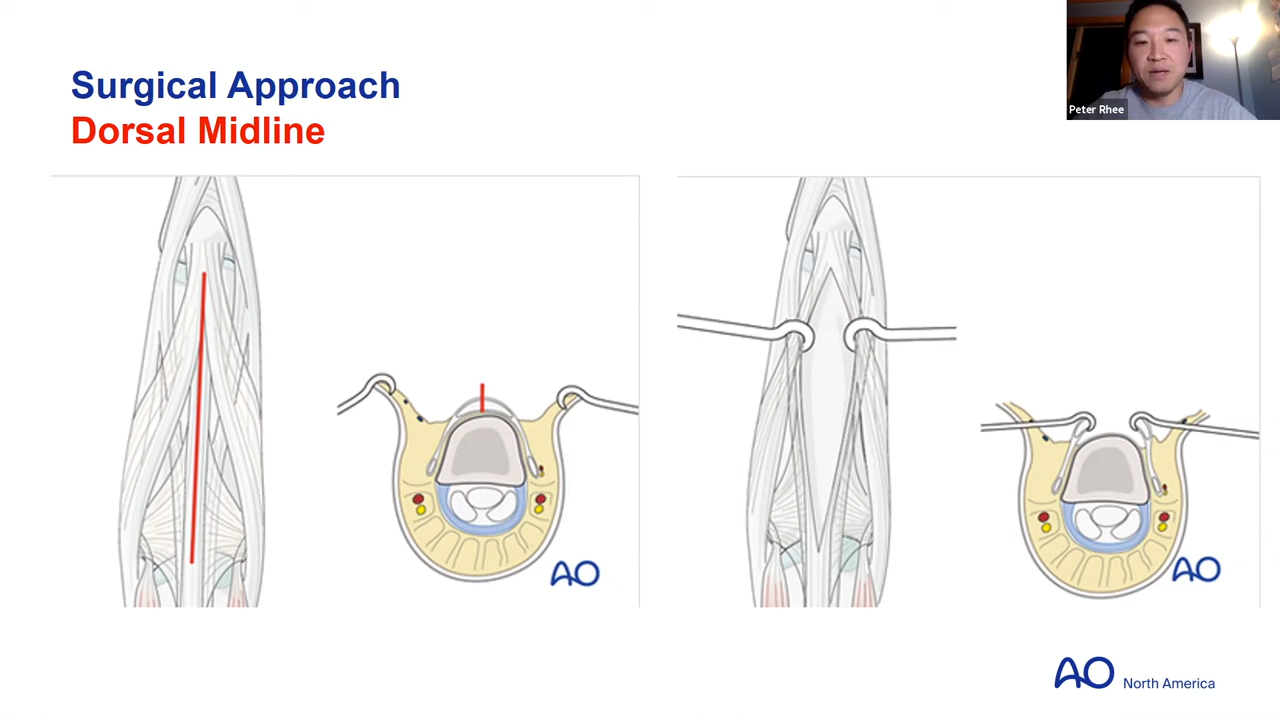 Surgical Approach
Dorsal Midline
Peter Rhee
AO
AO
AO North America